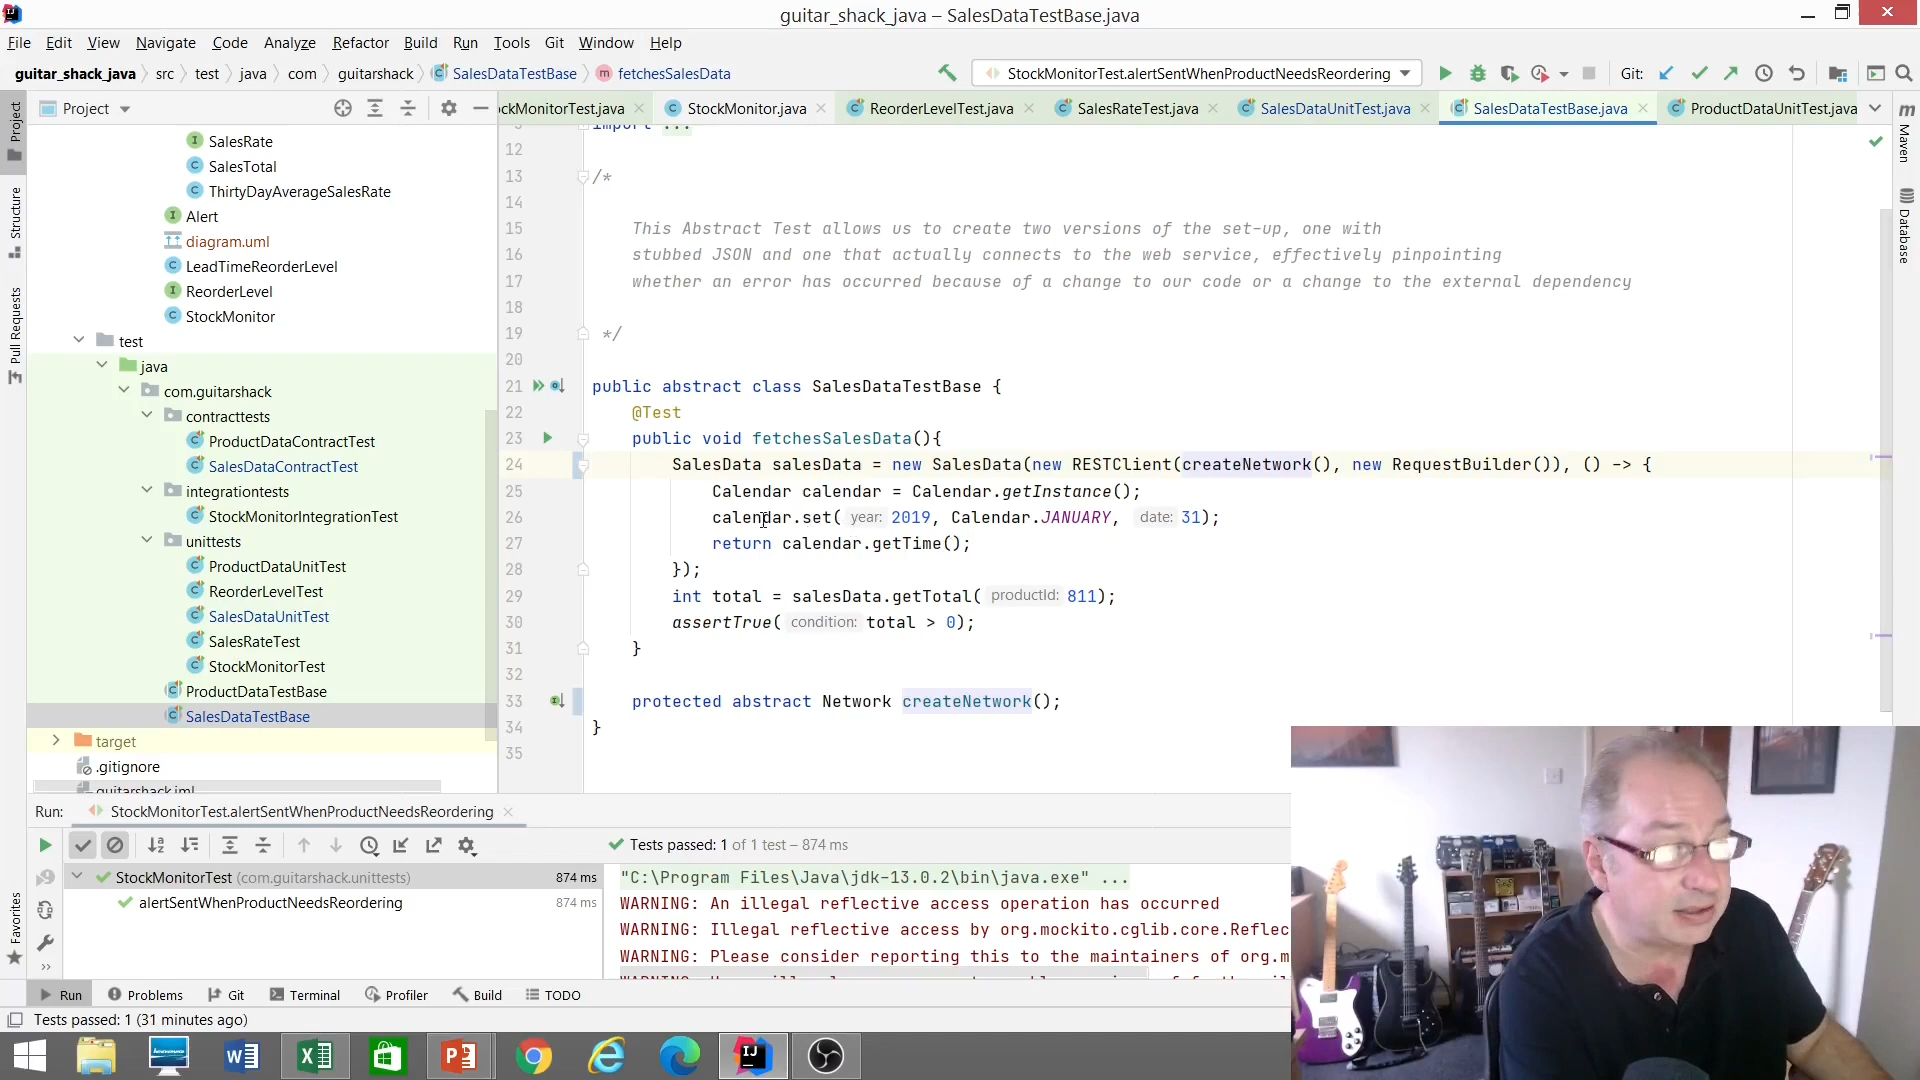 guitar_shack_java – SalesDataTestBase.java
File Edit View Navigate Code Analyze Refactor Build Run Tools Git Window Help
guitar_shack_java src test java com guitarshack SalesDataTestBase fetchesSalesData StockMonitorTest.alertSentWhenProductNeedsReordering Git:
Project ckMonitorTest.java StockMonitor.java ReorderLevelTest.java SalesRateTest.java SalesDataUnitTest.java SalesDataTestBase.java ProductDataUnitTest.java
Project
Structure
Pull Requests
Favorites
Maven
Database
SalesRate
SalesTotal
ThirtyDayAverageSalesRate
Alert
diagram.uml
LeadTimeReorderLevel
ReorderLevel
StockMonitor
test
java
com.guitarshack
contracttests
ProductDataContractTest
SalesDataContractTest
integrationtests
StockMonitorIntegrationTest
unittests
ProductDataUnitTest
ReorderLevelTest
SalesDataUnitTest
SalesRateTest
StockMonitorTest
ProductDataTestBase
SalesDataTestBase
target
.gitignore
guitarshack.iml
import ...
12
13 /*
14
15 This Abstract Test allows us to create two versions of the set-up, one with
16 stubbed JSON and one that actually connects to the web service, effectively pinpointing
17 whether an error has occurred because of a change to our code or a change to the external dependency
18
19 */
20
21 public abstract class SalesDataTestBase {
22 @Test
23 public void fetchesSalesData(){
24 SalesData salesData = new SalesData(new RESTClient(createNetwork(), new RequestBuilder()), () -> {
25 Calendar calendar = Calendar.getInstance();
26 calendar.set( year: 2019, Calendar.JANUARY, date: 31);
27 return calendar.getTime();
28 });
29 int total = salesData.getTotal( productId: 811);
30 assertTrue( condition: total > 0);
31 }
32
33 protected abstract Network createNetwork();
34 }
35
Run: StockMonitorTest.alertSentWhenProductNeedsReordering
Tests passed: 1 of 1 test – 874 ms
StockMonitorTest (com.guitarshack.unittests) 874 ms
alertSentWhenProductNeedsReordering 874 ms
"C:\Program Files\Java\jdk-13.0.2\bin\java.exe" ...
WARNING: An illegal reflective access operation has occurred
WARNING: Illegal reflective access by org.mockito.cglib.core.Reflec
WARNING: Please consider reporting this to the maintainers of org.m
Run Problems Git Terminal Profiler Build TODO
Tests passed: 1 (31 minutes ago)